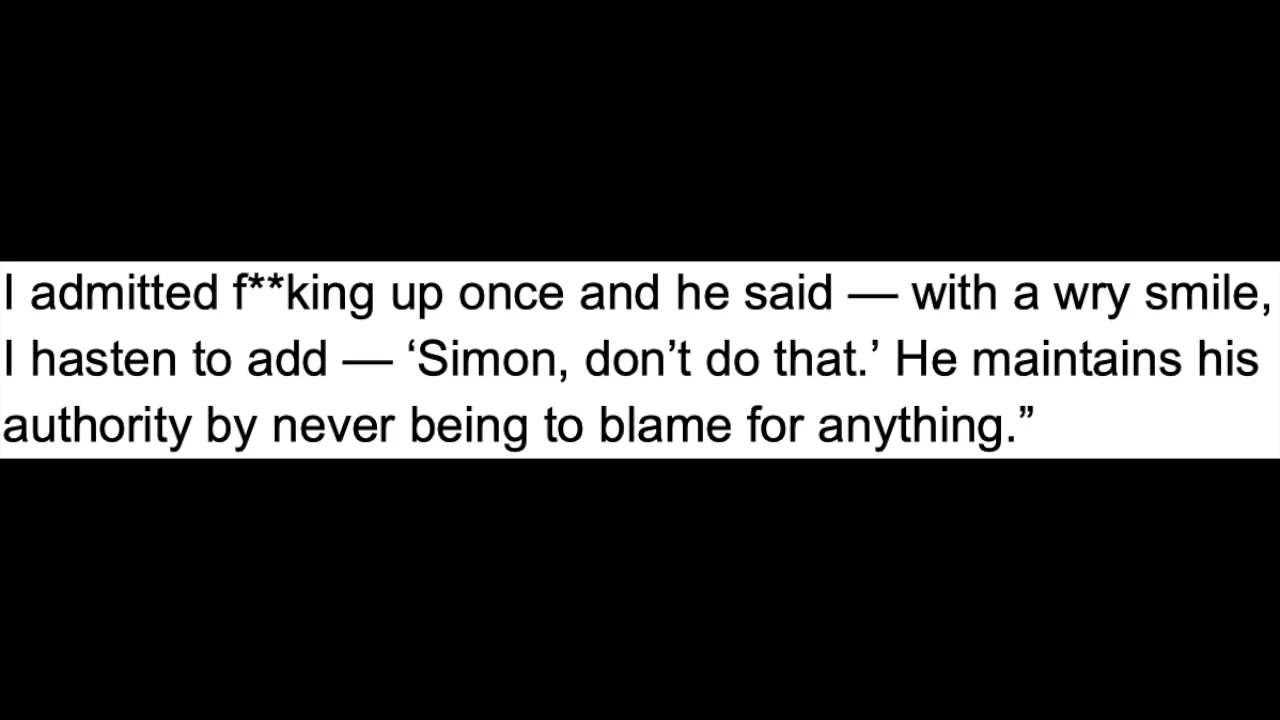 I admitted f**king up once and he said — with a wry smile,
I hasten to add — ‘Simon, don’t do that.’ He maintains his
authority by never being to blame for anything.”